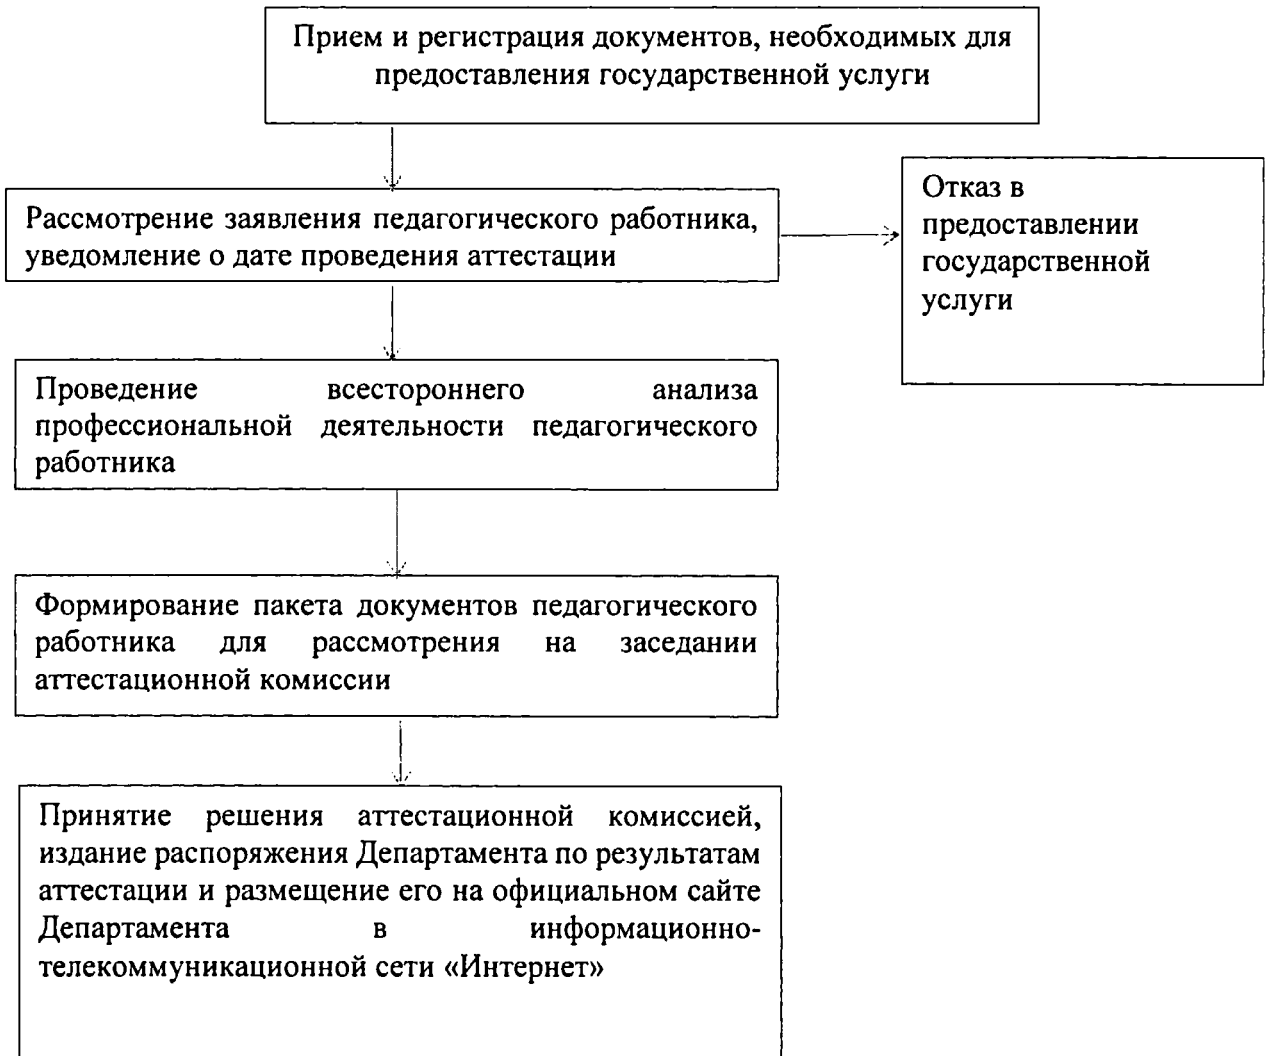 Прием и регистрация документов, необходимых для
предоставления государственной услуги
Рассмотрение заявления педагогического работника,
уведомление о дате проведения аттестации
Отказ в
предоставлении
государственной
услуги
Проведение всестороннего анализа
профессиональной деятельности педагогического
работника
Формирование пакета документов педагогического
работника для рассмотрения на заседании
аттестационной комиссии
Принятие решения аттестационной комиссией,
издание распоряжения Департамента по результатам
аттестации и размещение его на официальном сайте
Департамента в информационно-
телекоммуникационной сети «Интернет»